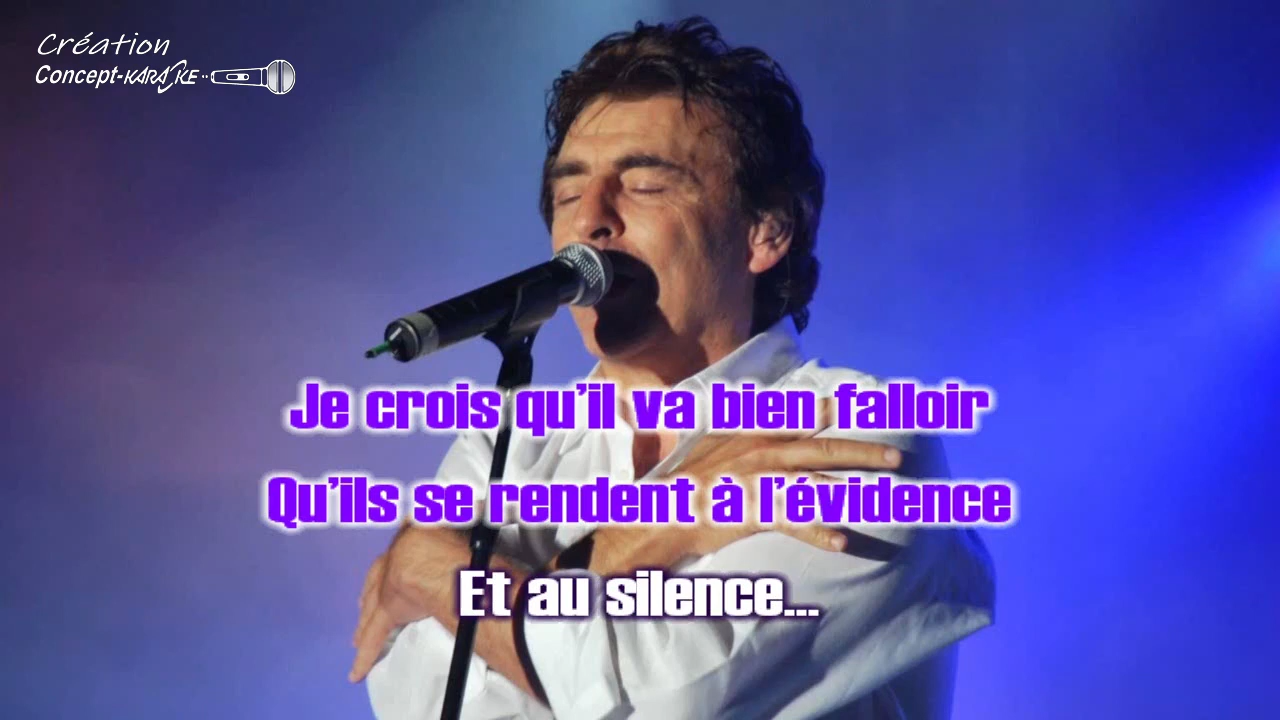 Création
Concept-KARAOKE
Je crois qu'il va bien falloir
Qu'ils se rendent à l'évidence
Et au silence...